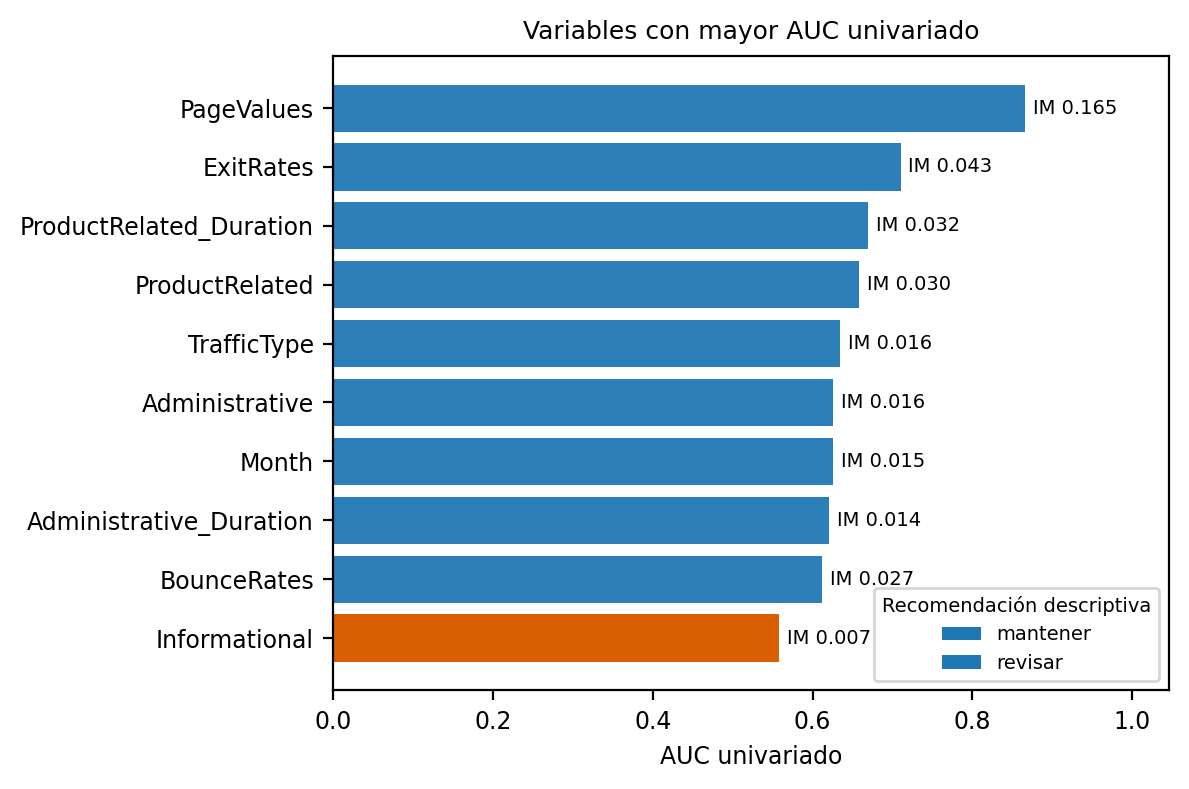 Variables con mayor AUC univariado
PageValues
IM 0.165
ExitRates
IM 0.043
ProductRelated_Duration
IM 0.032
ProductRelated
IM 0.030
TrafficType
IM 0.016
Administrative
IM 0.016
Month
IM 0.015
Administrative_Duration
IM 0.014
BounceRates
IM 0.027
Informational
IM 0.007
Recomendación descriptiva
mantener
revisar
0.0 0.2 0.4 0.6 0.8 1.0
AUC univariado